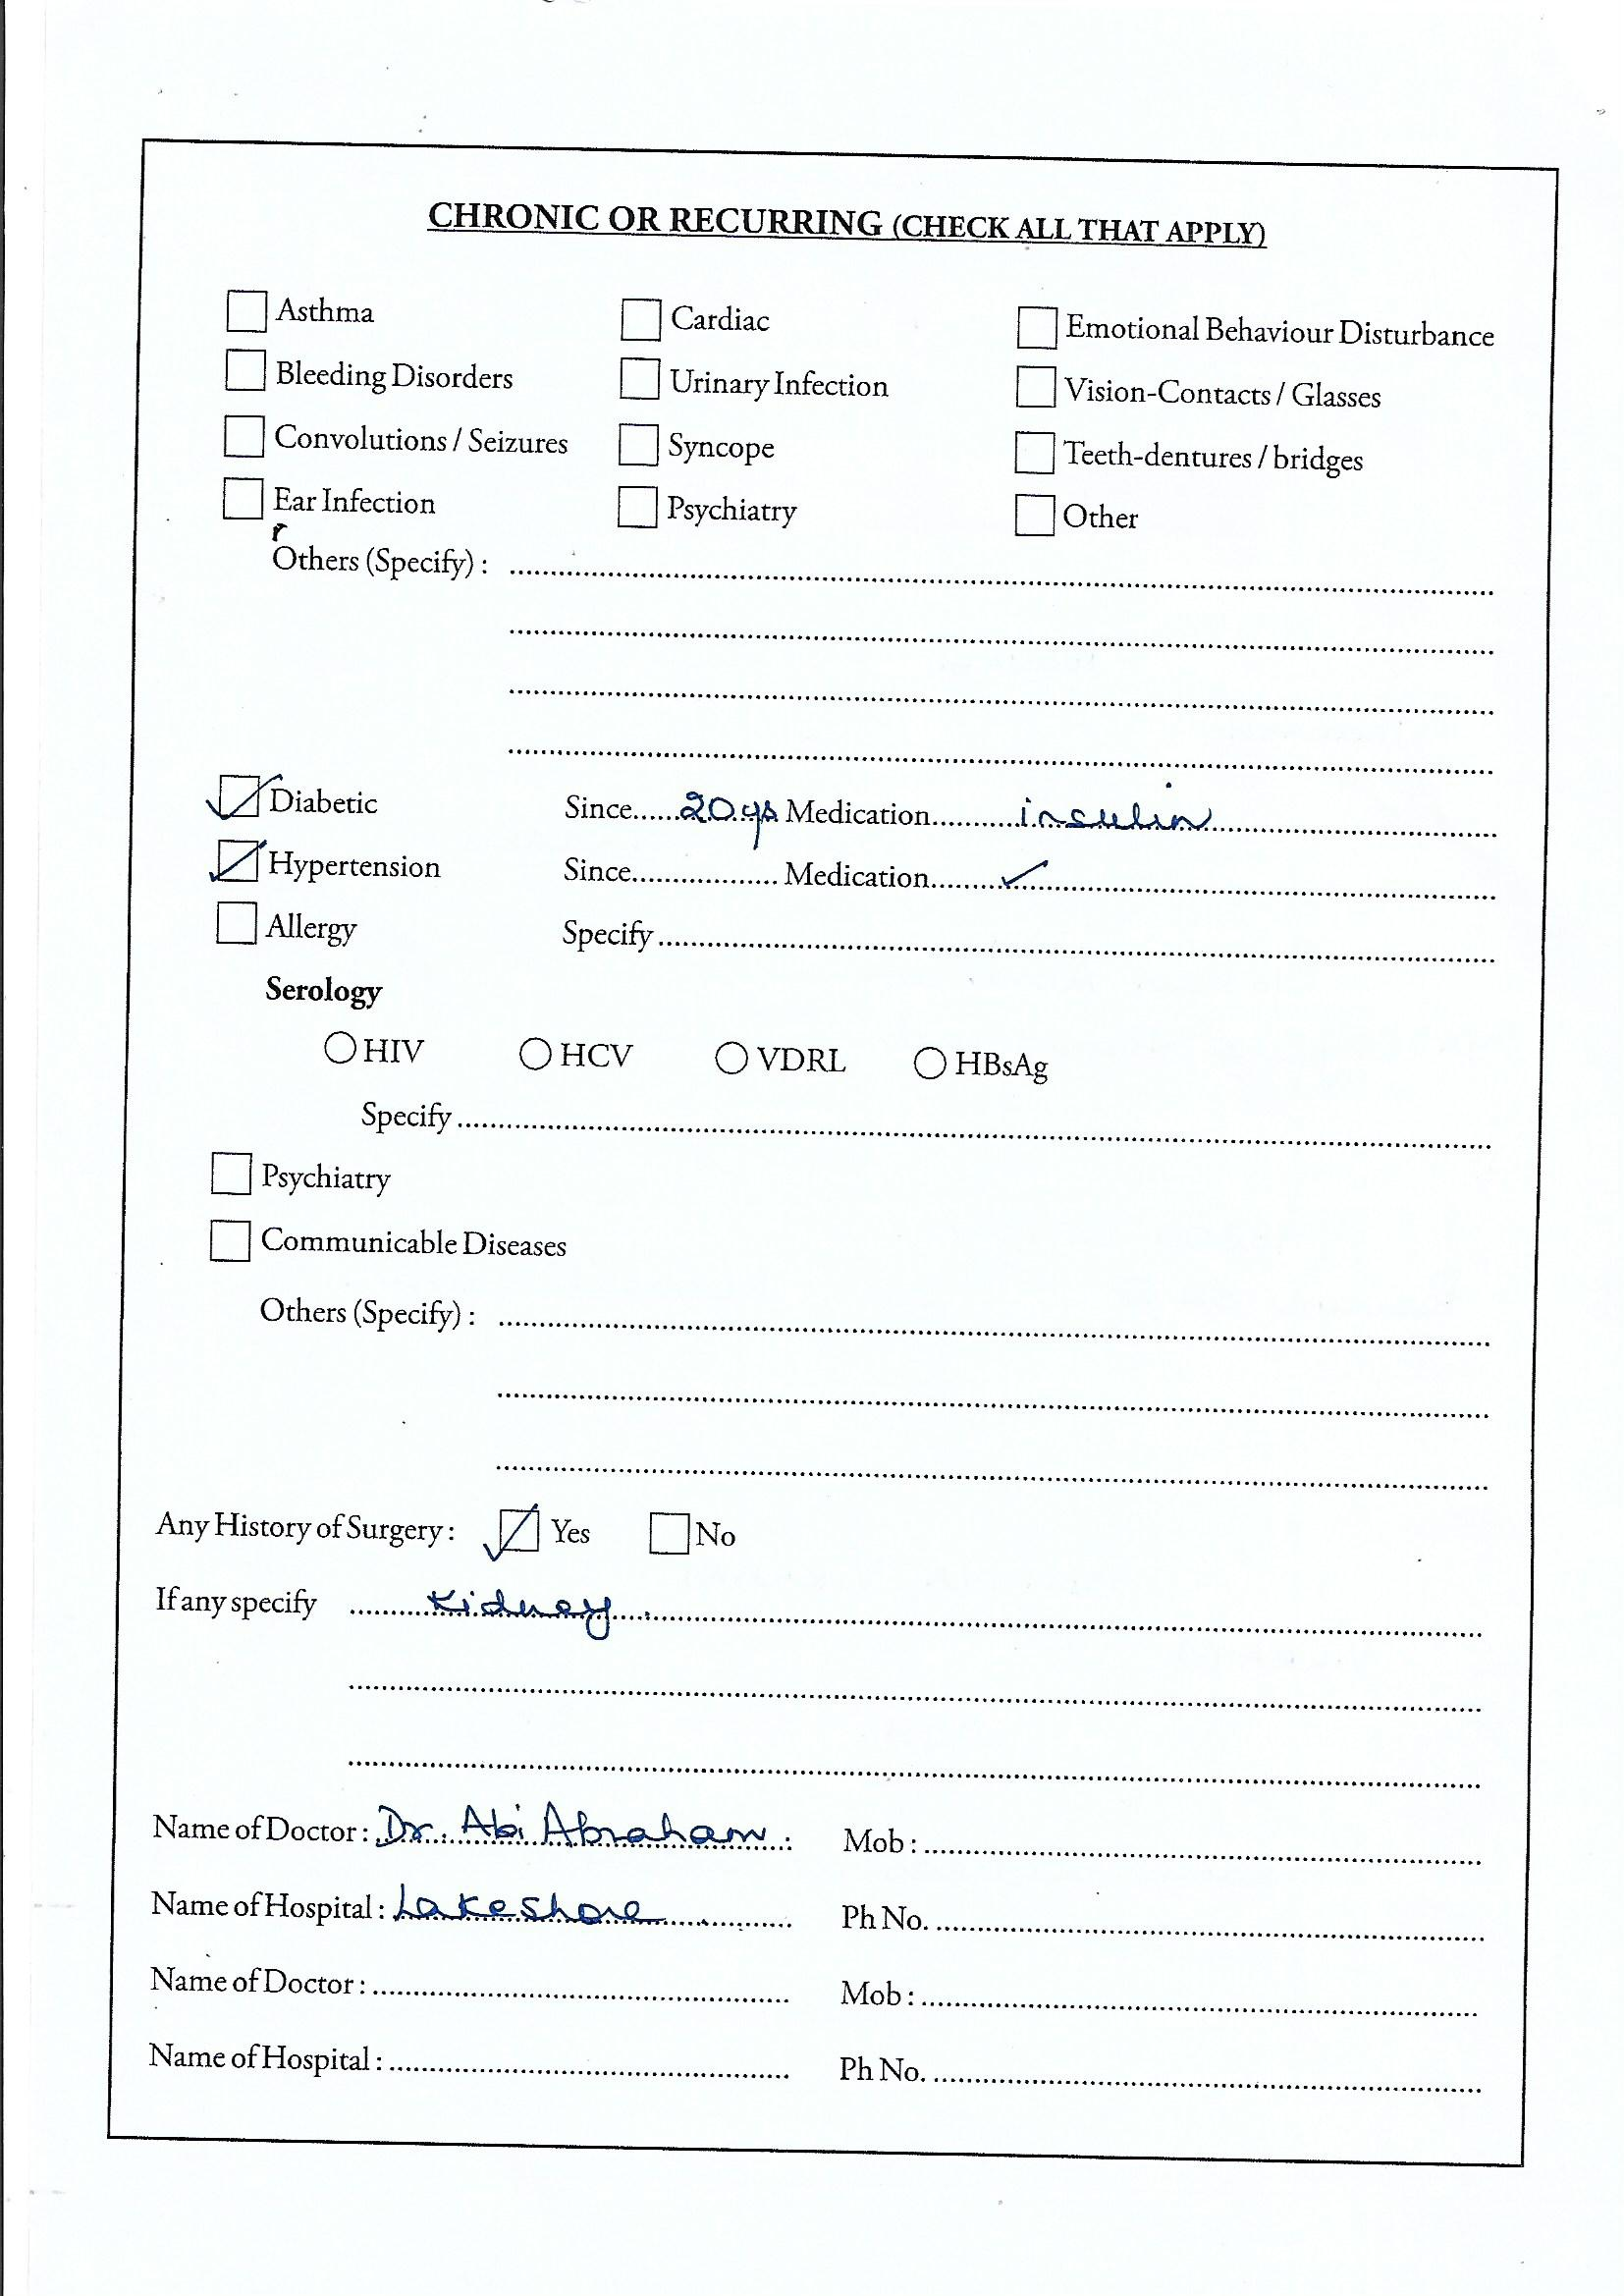 CHRONIC OR RECURRING (CHECK ALL THAT APPLY)
Asthma Cardiac Emotional Behaviour Disturbance
Bleeding Disorders Urinary Infection Vision-Contacts / Glasses
Convolutions / Seizures Syncope Teeth-dentures / bridges
Ear Infection Psychiatry Other
Others (Specify) :
Diabetic Since 20 ys Medication insulin
Hypertension Since Medication ✓
Allergy Specify
Serology
HIV HCV VDRL HBsAg
Specify
Psychiatry
Communicable Diseases
Others (Specify) :
Any History of Surgery : Yes No
If any specify Kidney
Name of Doctor : Dr. Abi Abraham Mob :
Name of Hospital : Lakeshore Ph No.
Name of Doctor : Mob :
Name of Hospital : Ph No.